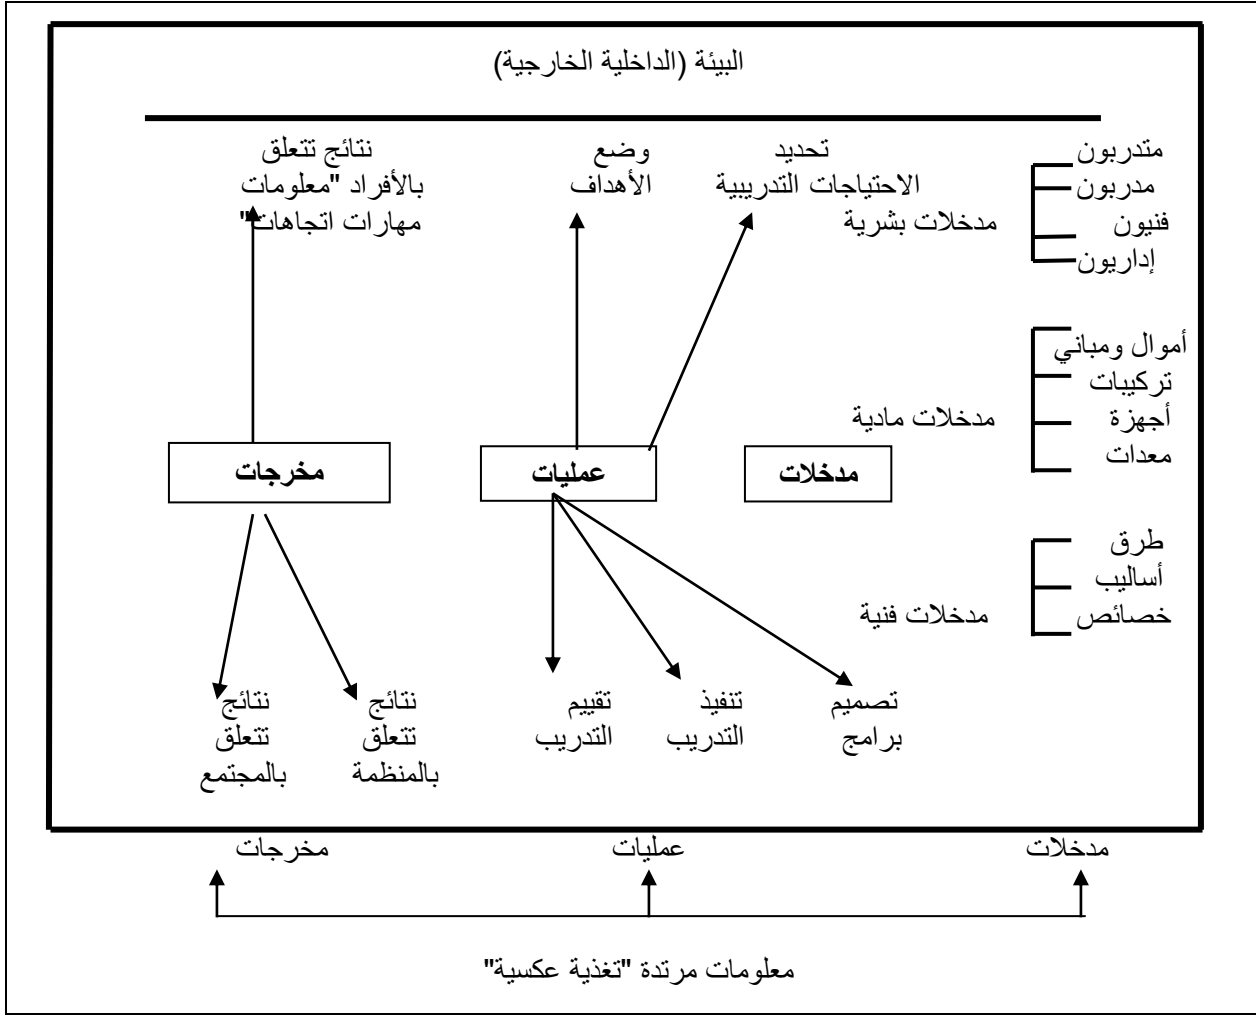 البيئة (الداخلية الخارجية)
متدربون
مدربون
فنيون
إداريون
مدخلات بشرية
تحديد
الاحتياجات التدريبية
وضع
الأهداف
نتائج تتعلق
بالأفراد "معلومات
مهارات اتجاهات"
أموال ومباني
تركيبات
أجهزة
معدات
مدخلات مادية
مدخلات
عمليات
مخرجات
طرق
أساليب
خصائص
مدخلات فنية
تصميم
برامج
تنفيذ
التدريب
تقييم
التدريب
نتائج
تتعلق
بالمنظمة
نتائج
تتعلق
بالمجتمع
مدخلات
عمليات
مخرجات
معلومات مرتدة "تغذية عكسية"